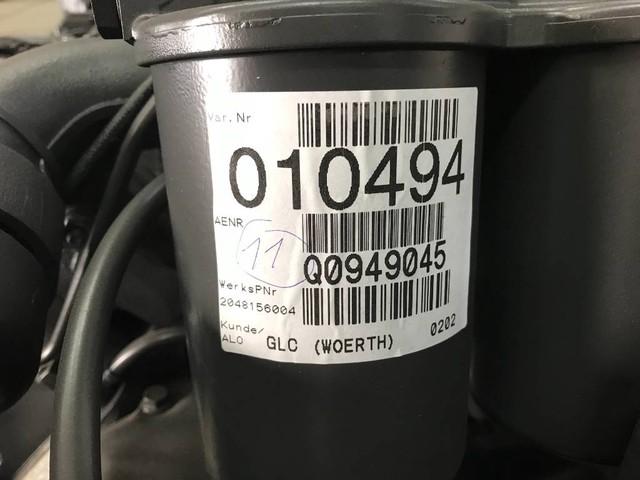 Var.Nr
010494
AENR
11
Q0949045
WerksPNr
2048156004
Kunde/
ALO GLC (WOERTH) 0202